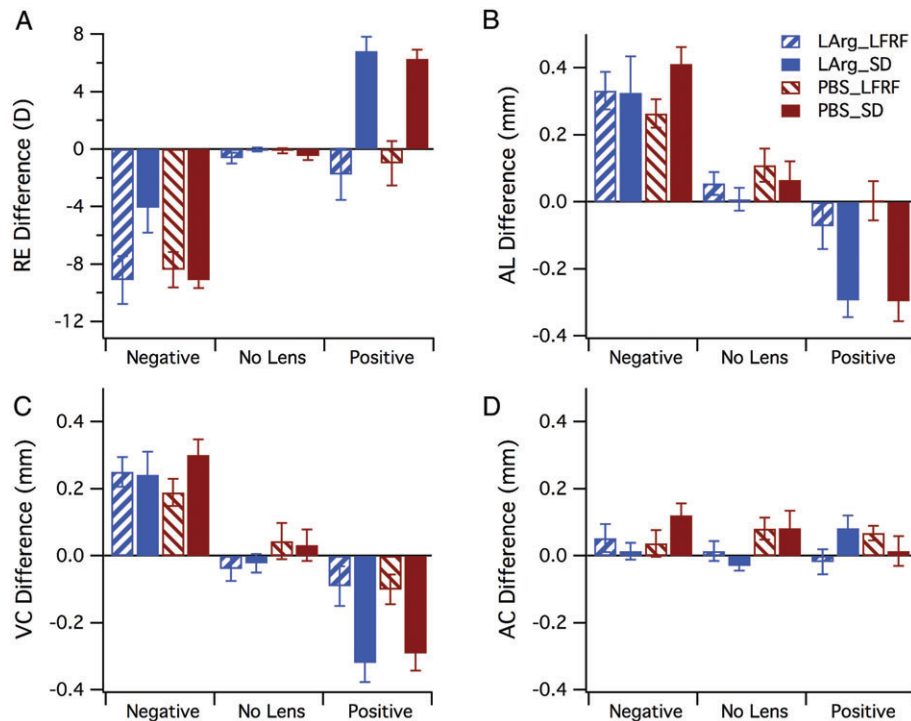 A
RE Difference (D)
8
4
0
-4
-8
-12
Negative No Lens Positive
B
AL Difference (mm)
0.4
0.2
0.0
-0.2
-0.4
LArg_LFRF
LArg_SD
PBS_LFRF
PBS_SD
Negative No Lens Positive
C
VC Difference (mm)
0.4
0.2
0.0
-0.2
-0.4
Negative No Lens Positive
D
AC Difference (mm)
0.4
0.2
0.0
-0.2
-0.4
Negative No Lens Positive